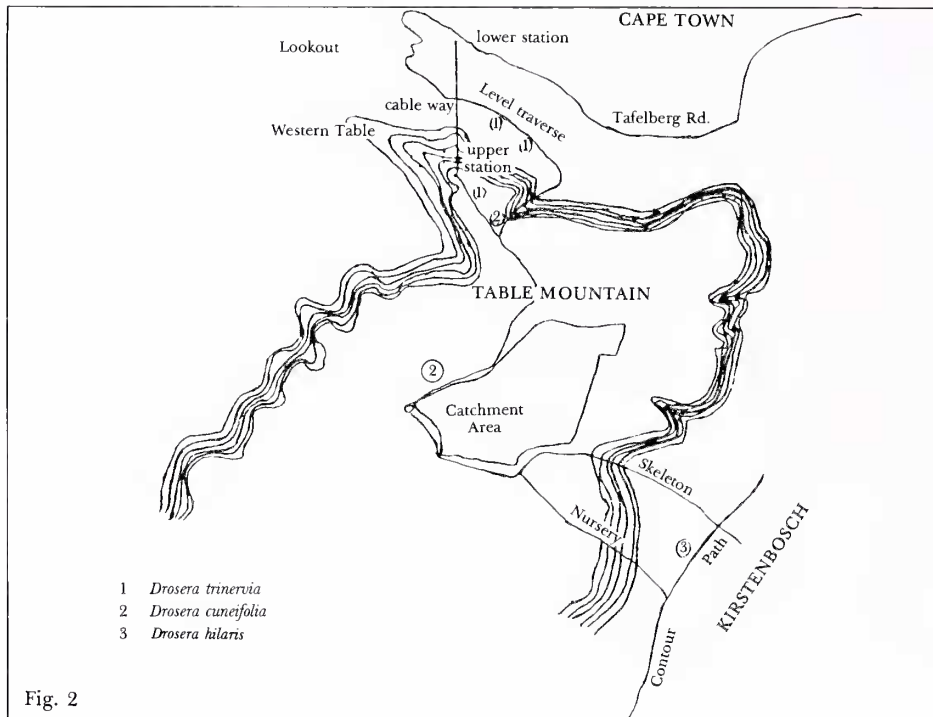 CAPE TOWN
lower station
Lookout
Level traverse
cable way
(1)
Tafelberg Rd.
Western Table
(1)
upper
station
(1)
(2)
TABLE MOUNTAIN
2
Catchment
Area
Skeleton
Nursery
(3)
Path
Contour
KIRSTENBOSCH
1 Drosera trinervia
2 Drosera cuneifolia
3 Drosera hilaris
Fig. 2